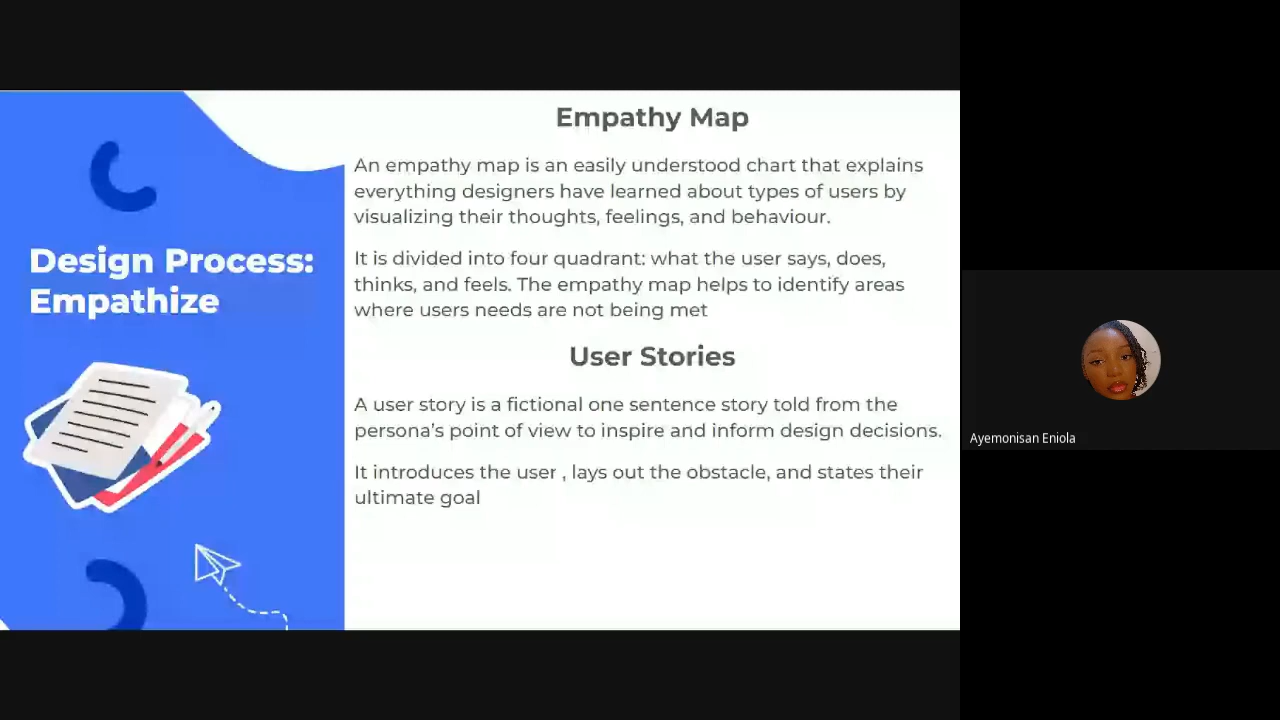 Design Process:
Empathize
Empathy Map
An empathy map is an easily understood chart that explains
everything designers have learned about types of users by
visualizing their thoughts, feelings, and behaviour.
It is divided into four quadrant: what the user says, does,
thinks, and feels. The empathy map helps to identify areas
where users needs are not being met
User Stories
A user story is a fictional one sentence story told from the
persona’s point of view to inspire and inform design decisions.
It introduces the user , lays out the obstacle, and states their
ultimate goal
Ayemonisan Eniola